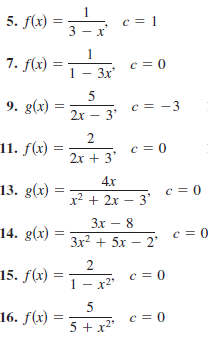 5. f(x) = 1/(3 − x), c = 1
7. f(x) = 1/(1 − 3x), c = 0
9. g(x) = 5/(2x − 3), c = −3
11. f(x) = 2/(2x + 3), c = 0
13. g(x) = 4x/(x² + 2x − 3), c = 0
14. g(x) = (3x − 8)/(3x² + 5x − 2), c = 0
15. f(x) = 2/(1 − x²), c = 0
16. f(x) = 5/(5 + x²), c = 0